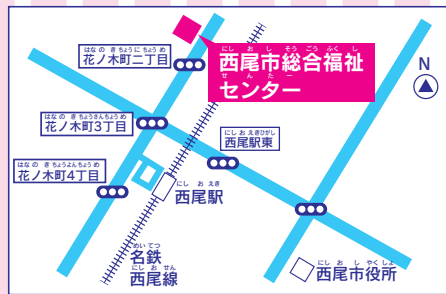 はな の き ちょう に ちょう め
花ノ木町二丁目
にし お し そう ごう ふく し
西尾市総合福祉
せん たー
センター
N
はな の き ちょうさんちょう め
花ノ木町3丁目
にし お えきひがし
西尾駅東
はな の き ちょうよんちょう め
花ノ木町4丁目
にし お えき
西尾駅
めい てつ
名鉄
にし お せん
西尾線
にし お し やく しょ
西尾市役所